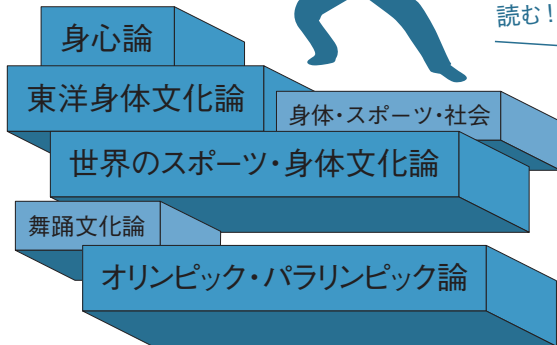 読む！
身心論
東洋身体文化論
身体・スポーツ・社会
世界のスポーツ・身体文化論
舞踊文化論
オリンピック・パラリンピック論